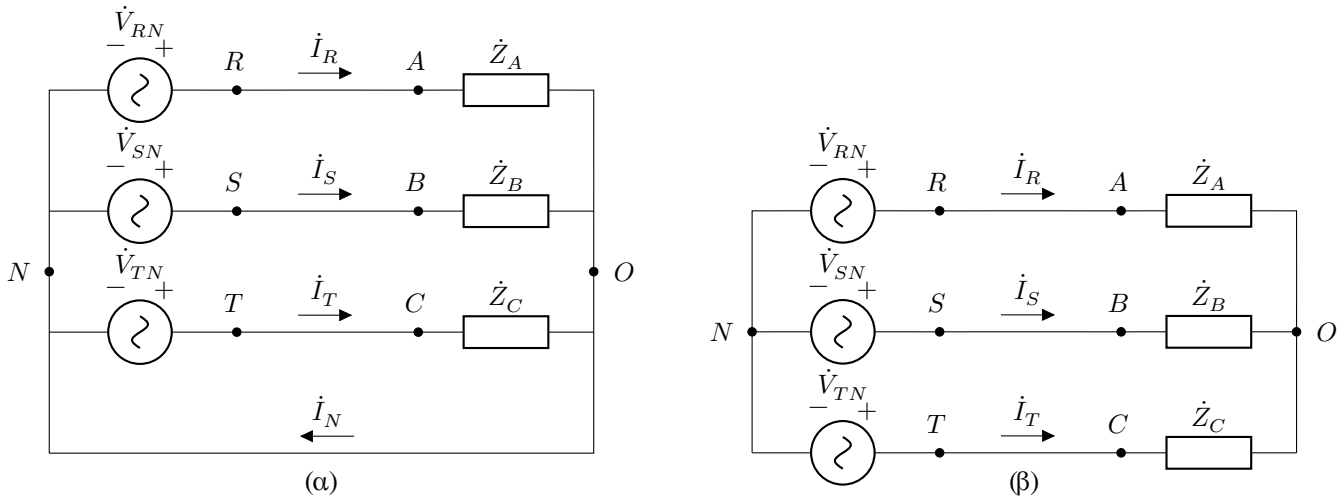 V̇_RN
− +
R
İ_R
A
Ż_A
V̇_SN
− +
S
İ_S
B
Ż_B
N
O
V̇_TN
− +
T
İ_T
C
Ż_C
İ_N
(α)
V̇_RN
− +
R
İ_R
A
Ż_A
V̇_SN
− +
S
İ_S
B
Ż_B
N
O
V̇_TN
− +
T
İ_T
C
Ż_C
(β)